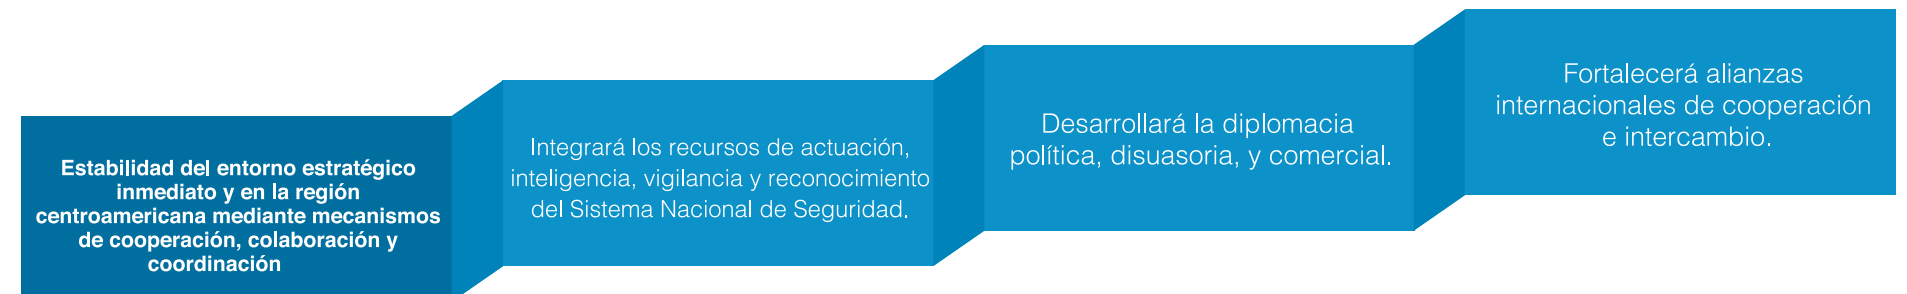 Estabilidad del entorno estratégico
inmediato y en la región
centroamericana mediante mecanismos
de cooperación, colaboración y
coordinación
Integrará los recursos de actuación,
inteligencia, vigilancia y reconocimiento
del Sistema Nacional de Seguridad.
Desarrollará la diplomacia
política, disuasoria, y comercial.
Fortalecerá alianzas
internacionales de cooperación
e intercambio.